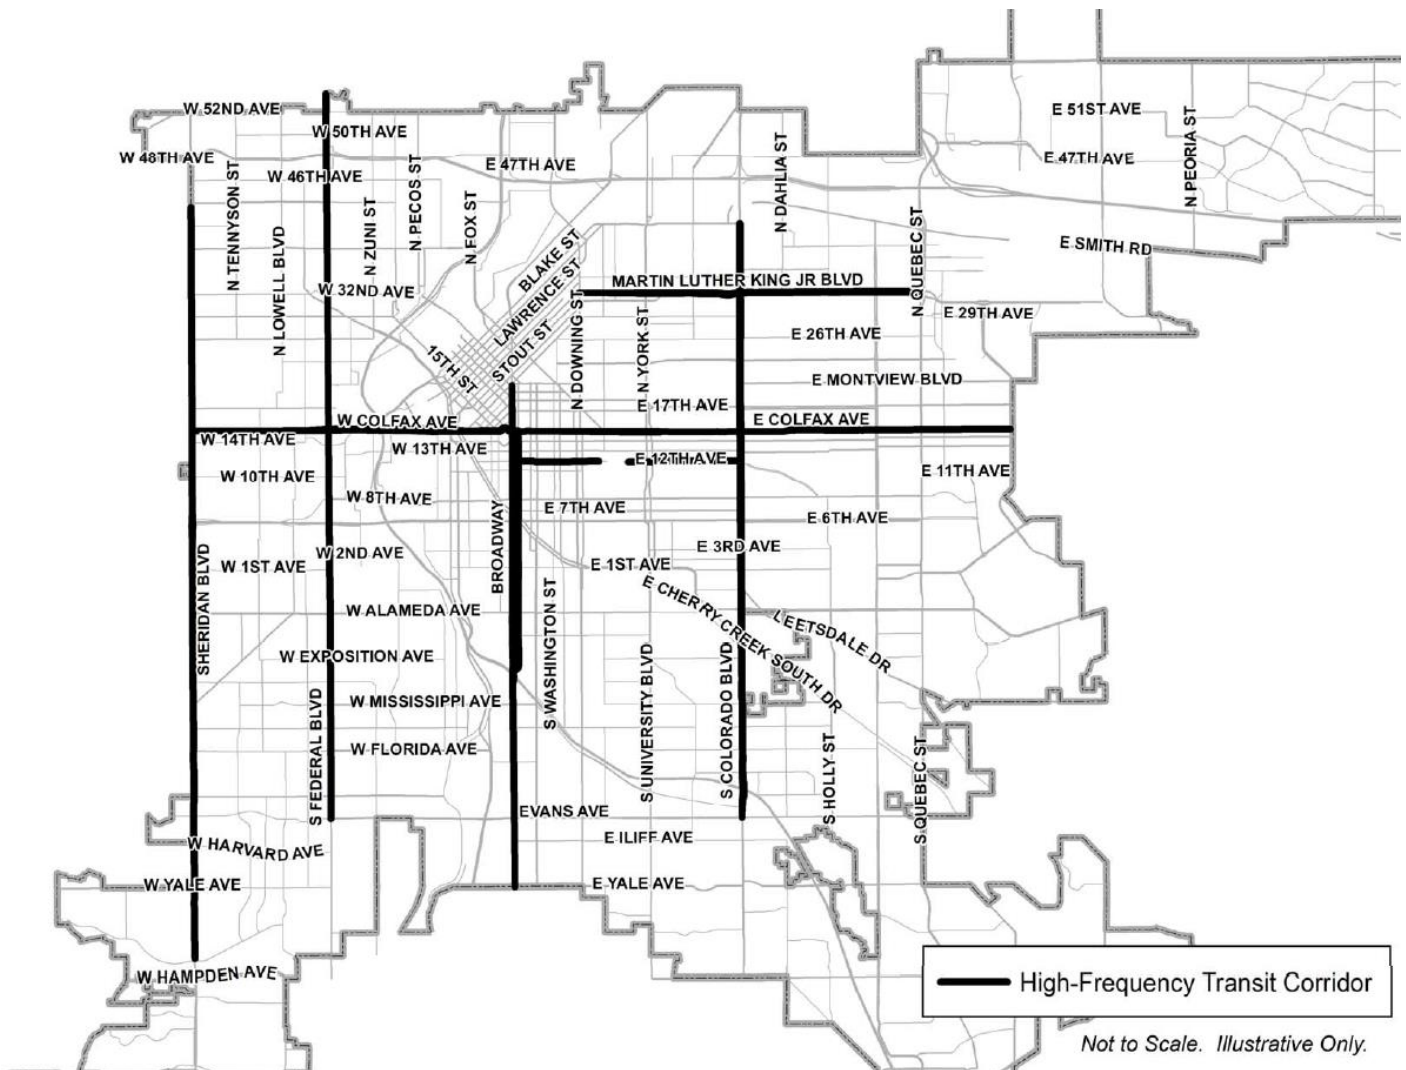 W 52ND AVE
E 51ST AVE
N PEORIA ST
W 50TH AVE
W 48TH AVE
E 47TH AVE
E 47TH AVE
W 46TH AVE
N DAHLIA ST
N TENNYSON ST
N PECOS ST
N ZUNI ST
N FOX ST
N LOWELL BLVD
BLAKE ST
E SMITH RD
N QUEBEC ST
LAWRENCE ST
MARTIN LUTHER KING JR BLVD
W 32ND AVE
E 29TH AVE
STOUT ST
N DOWNING ST
N YORK ST
E 26TH AVE
15TH ST
E MONTVIEW BLVD
E 17TH AVE
W COLFAX AVE
E COLFAX AVE
W 14TH AVE
W 13TH AVE
E 12TH AVE
E 11TH AVE
W 10TH AVE
W 8TH AVE
E 7TH AVE
E 6TH AVE
BROADWAY
E 3RD AVE
W 2ND AVE
W 1ST AVE
E 1ST AVE
SHERIDAN BLVD
E CHERRY CREEK SOUTH DR
W ALAMEDA AVE
LEETSDALE DR
S WASHINGTON ST
W EXPOSITION AVE
S UNIVERSITY BLVD
S COLORADO BLVD
W MISSISSIPPI AVE
S FEDERAL BLVD
W FLORIDA AVE
S HOLLY ST
S QUEBEC ST
EVANS AVE
E ILIFF AVE
W HARVARD AVE
W YALE AVE
E YALE AVE
W HAMPDEN AVE
High-Frequency Transit Corridor
Not to Scale. Illustrative Only.